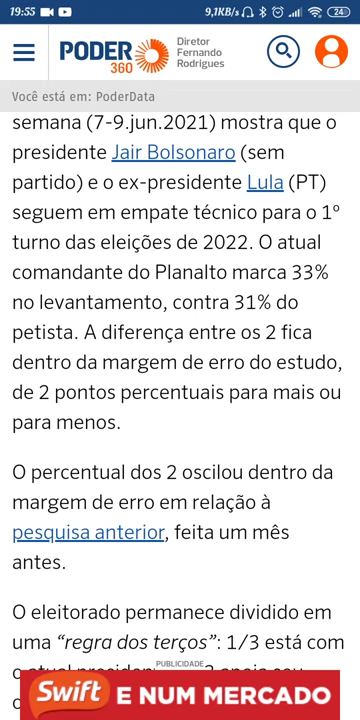 19:55 9,1KB/s 24
PODER 360 Diretor Fernando Rodrigues
Você está em: PoderData
semana (7-9.jun.2021) mostra que o
presidente Jair Bolsonaro (sem
partido) e o ex-presidente Lula (PT)
seguem em empate técnico para o 1º
turno das eleições de 2022. O atual
comandante do Planalto marca 33%
no levantamento, contra 31% do
petista. A diferença entre os 2 fica
dentro da margem de erro do estudo,
de 2 pontos percentuais para mais ou
para menos.
O percentual dos 2 oscilou dentro da
margem de erro em relação à
pesquisa anterior, feita um mês
antes.
O eleitorado permanece dividido em
uma “regra dos terços”: 1/3 está com
PUBLICIDADE
Swift E NUM MERCADO